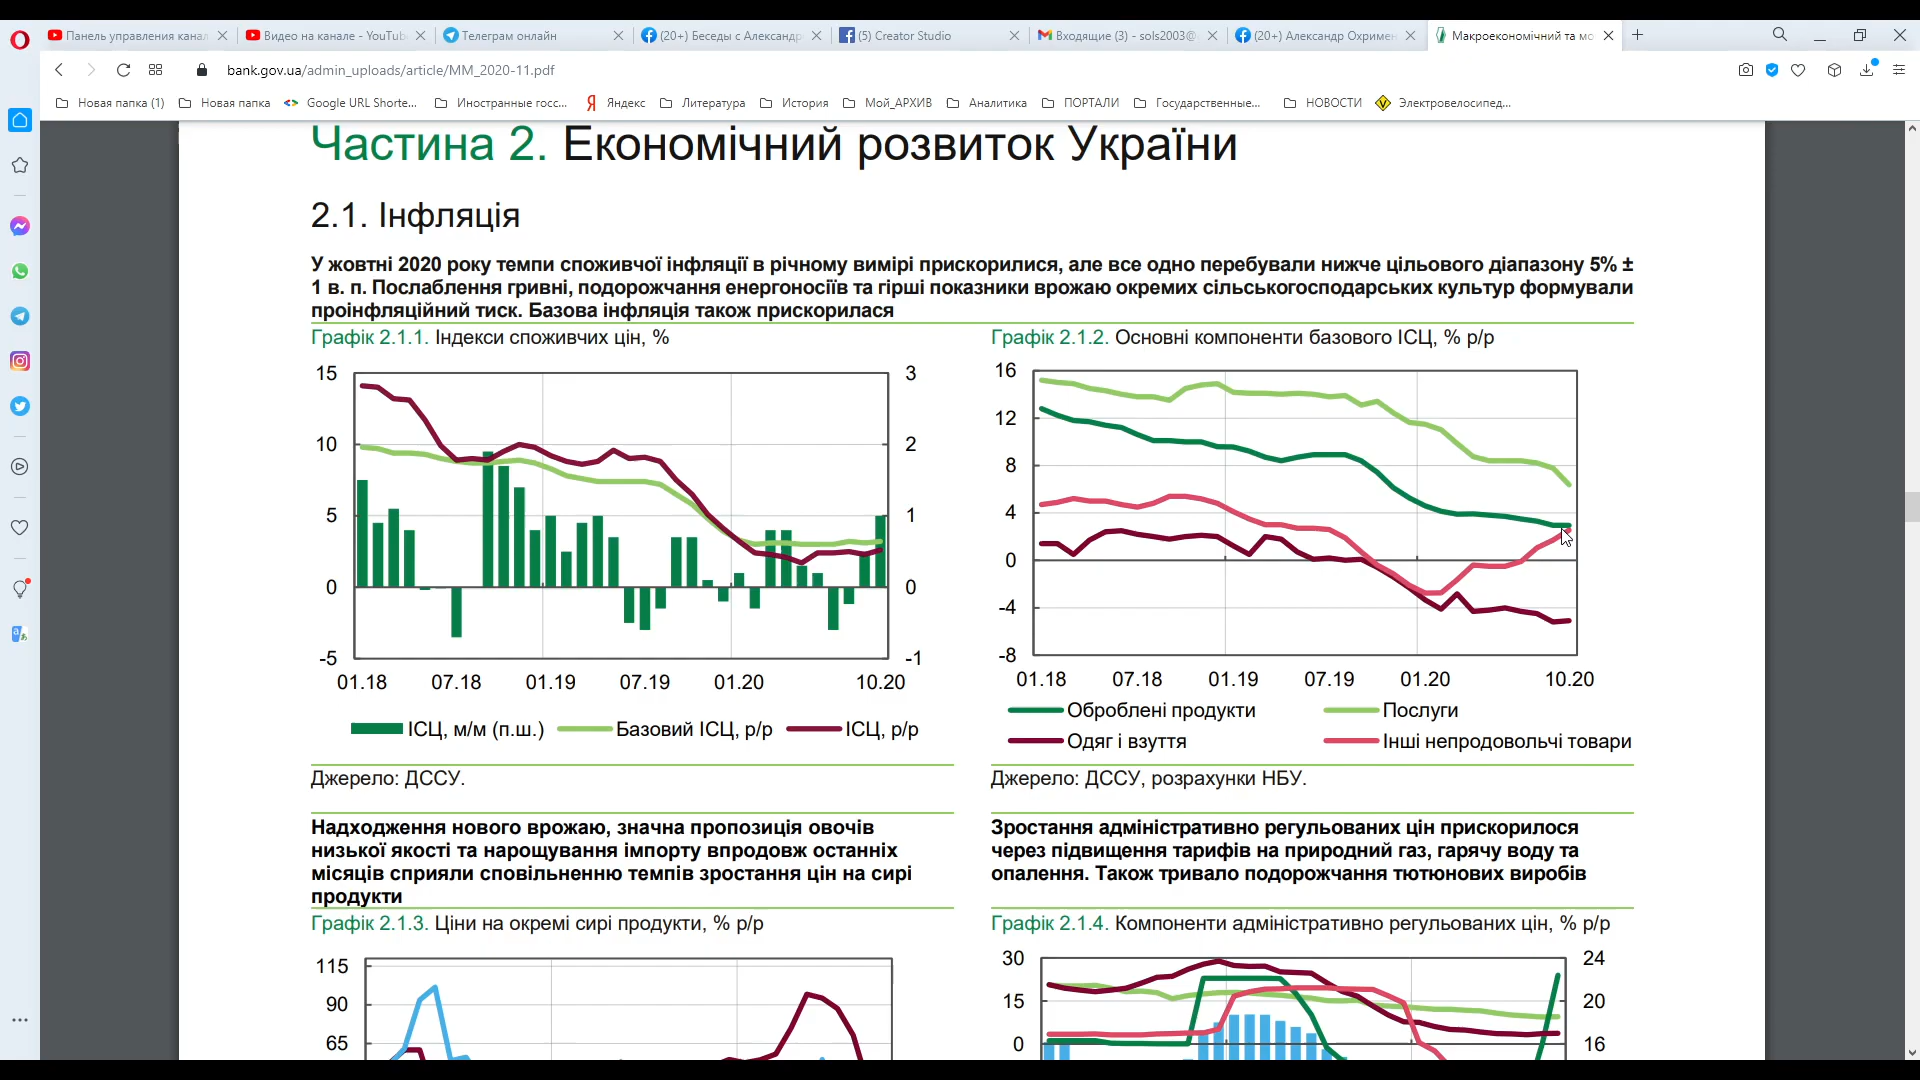 Панель управления канал
Видео на канале - YouTub
Телеграм онлайн
(20+) Беседы с Александр
(5) Creator Studio
Входящие (3) - sols2003@
(20+) Александр Охримен
Макроекономічний та мо
bank.gov.ua/admin_uploads/article/MM_2020-11.pdf
Новая папка (1)
Новая папка
Google URL Shorte...
Иностранные госс...
Яндекс
Литература
История
Мой_АРХИВ
Аналитика
ПОРТАЛИ
Государственные...
НОВОСТИ
Электровелосипед...
Частина 2. Економічний розвиток України
2.1. Інфляція
У жовтні 2020 року темпи споживчої інфляції в річному вимірі прискорилися, але все одно перебували нижче цільового діапазону 5% ±
1 в. п. Послаблення гривні, подорожчання енергоносіїв та гірші показники врожаю окремих сільськогосподарських культур формували
проінфляційний тиск. Базова інфляція також прискорилася
Графік 2.1.1. Індекси споживчих цін, %
15
10
5
0
-5
3
2
1
0
-1
01.18 07.18 01.19 07.19 01.20 10.20
ІСЦ, м/м (п.ш.) Базовий ІСЦ, р/р ІСЦ, р/р
Джерело: ДССУ.
Графік 2.1.2. Основні компоненти базового ІСЦ, % р/р
16
12
8
4
0
-4
-8
01.18 07.18 01.19 07.19 01.20 10.20
Оброблені продукти Послуги
Одяг і взуття Інші непродовольчі товари
Джерело: ДССУ, розрахунки НБУ.
Надходження нового врожаю, значна пропозиція овочів
низької якості та нарощування імпорту впродовж останніх
місяців сприяли сповільненню темпів зростання цін на сирі
продукти
Графік 2.1.3. Ціни на окремі сирі продукти, % р/р
115
90
65
Зростання адміністративно регульованих цін прискорилося
через підвищення тарифів на природний газ, гарячу воду та
опалення. Також тривало подорожчання тютюнових виробів
Графік 2.1.4. Компоненти адміністративно регульованих цін, % р/р
30
15
0
24
20
16